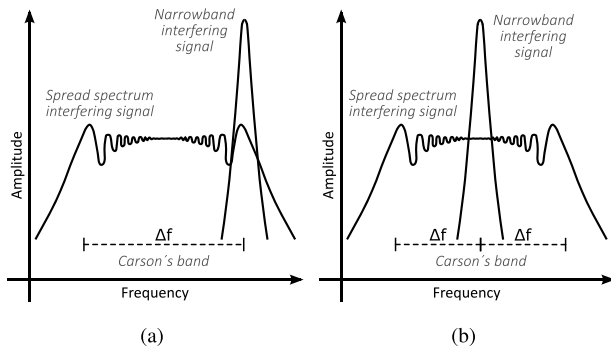 Narrowband
interfering
signal
Spread spectrum
interfering signal
Amplitude
Δf
Carson´s band
Frequency
(a)
Narrowband
interfering
signal
Spread spectrum
interfering signal
Amplitude
Δf
Δf
Carson´s band
Frequency
(b)